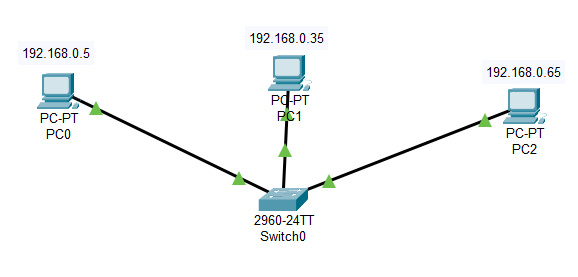 192.168.0.5
PC-PT
PC0
192.168.0.35
PC-PT
PC1
192.168.0.65
PC-PT
PC2
2960-24TT
Switch0